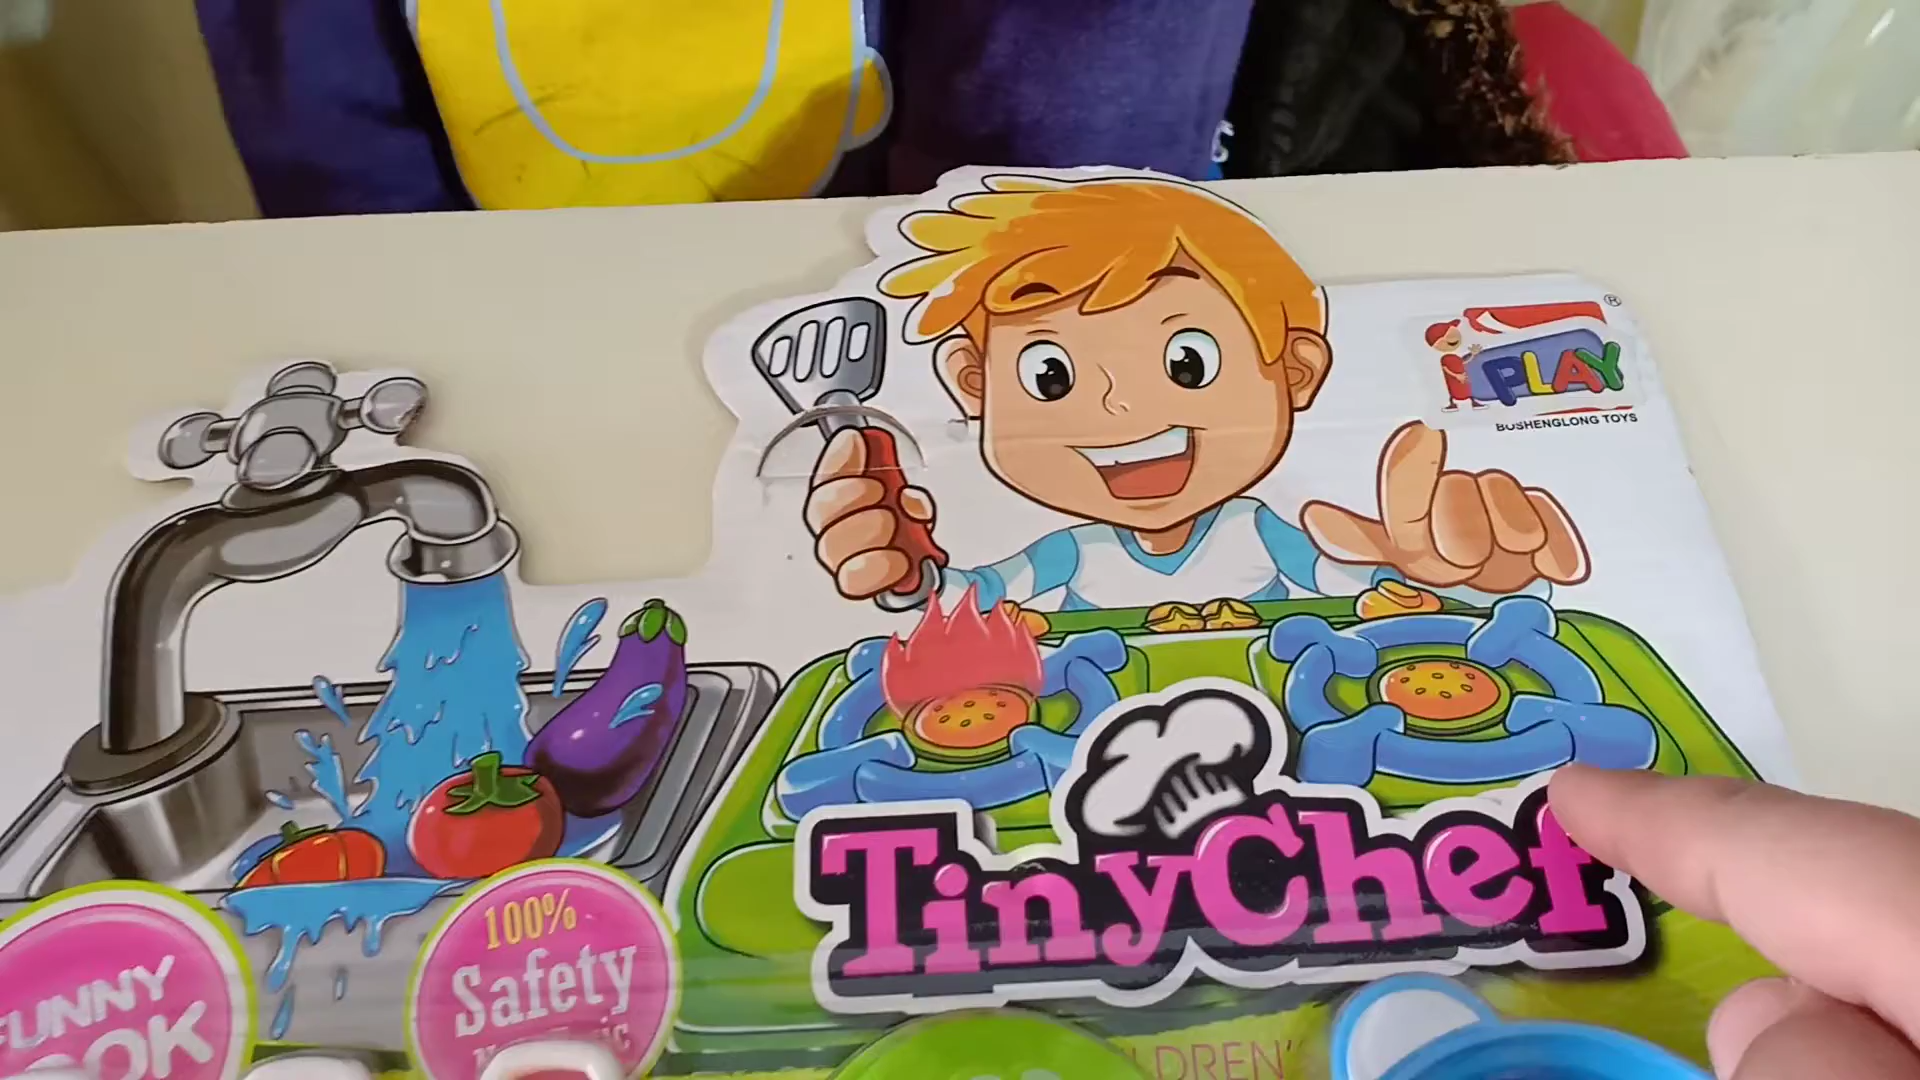 PLAY
BOSHENGLONG TOYS
TinyChef
100%
Safety
FUNNY